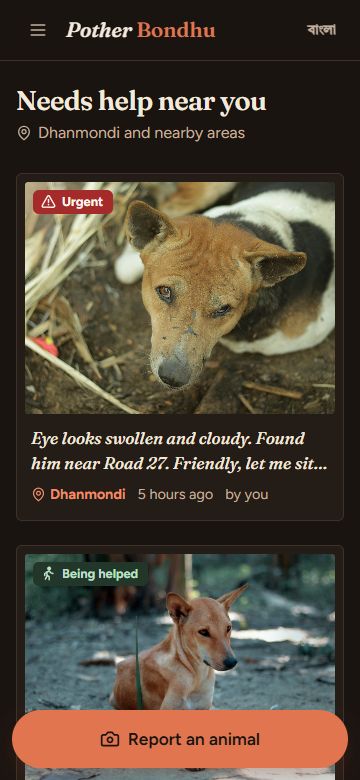 Pother Bondhu
বাংলা
Needs help near you
Dhanmondi and nearby areas
Urgent
Eye looks swollen and cloudy. Found
him near Road 27. Friendly, let me sit...
Dhanmondi 5 hours ago by you
Being helped
Report an animal